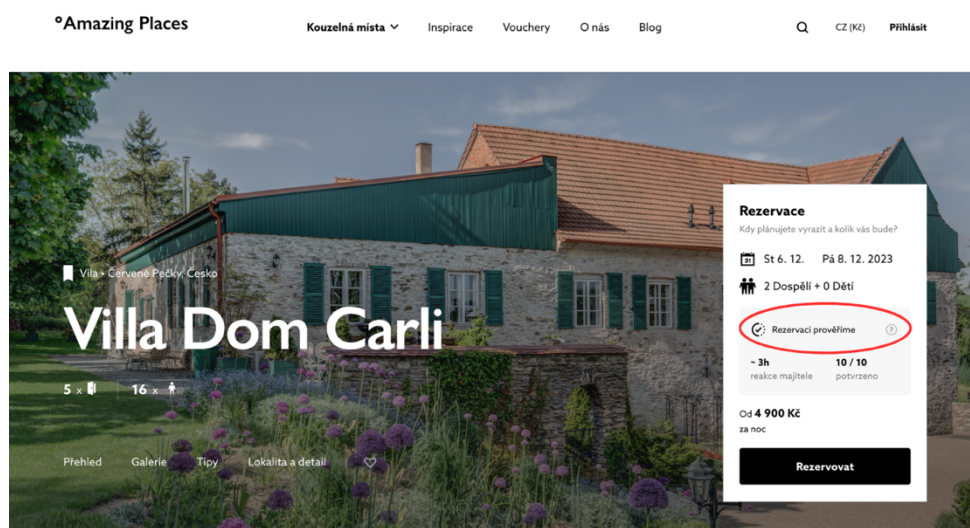 °Amazing Places
Kouzelná místa
Inspirace
Vouchery
O nás
Blog
CZ (Kč)
Přihlásit
Vila • Červené Pečky, Česko
Villa Dom Carli
5 x
16 x
Přehled
Galerie
Tipy
Lokalita a detail
Rezervace
Kdy plánujete vyrazit a kolik vás bude?
31
St 6. 12. Pá 8. 12. 2023
2 Dospělí + 0 Dětí
Rezervaci prověříme ?
~ 3h
reakce majitele
10 / 10
potvrzeno
Od 4 900 Kč
za noc
Rezervovat